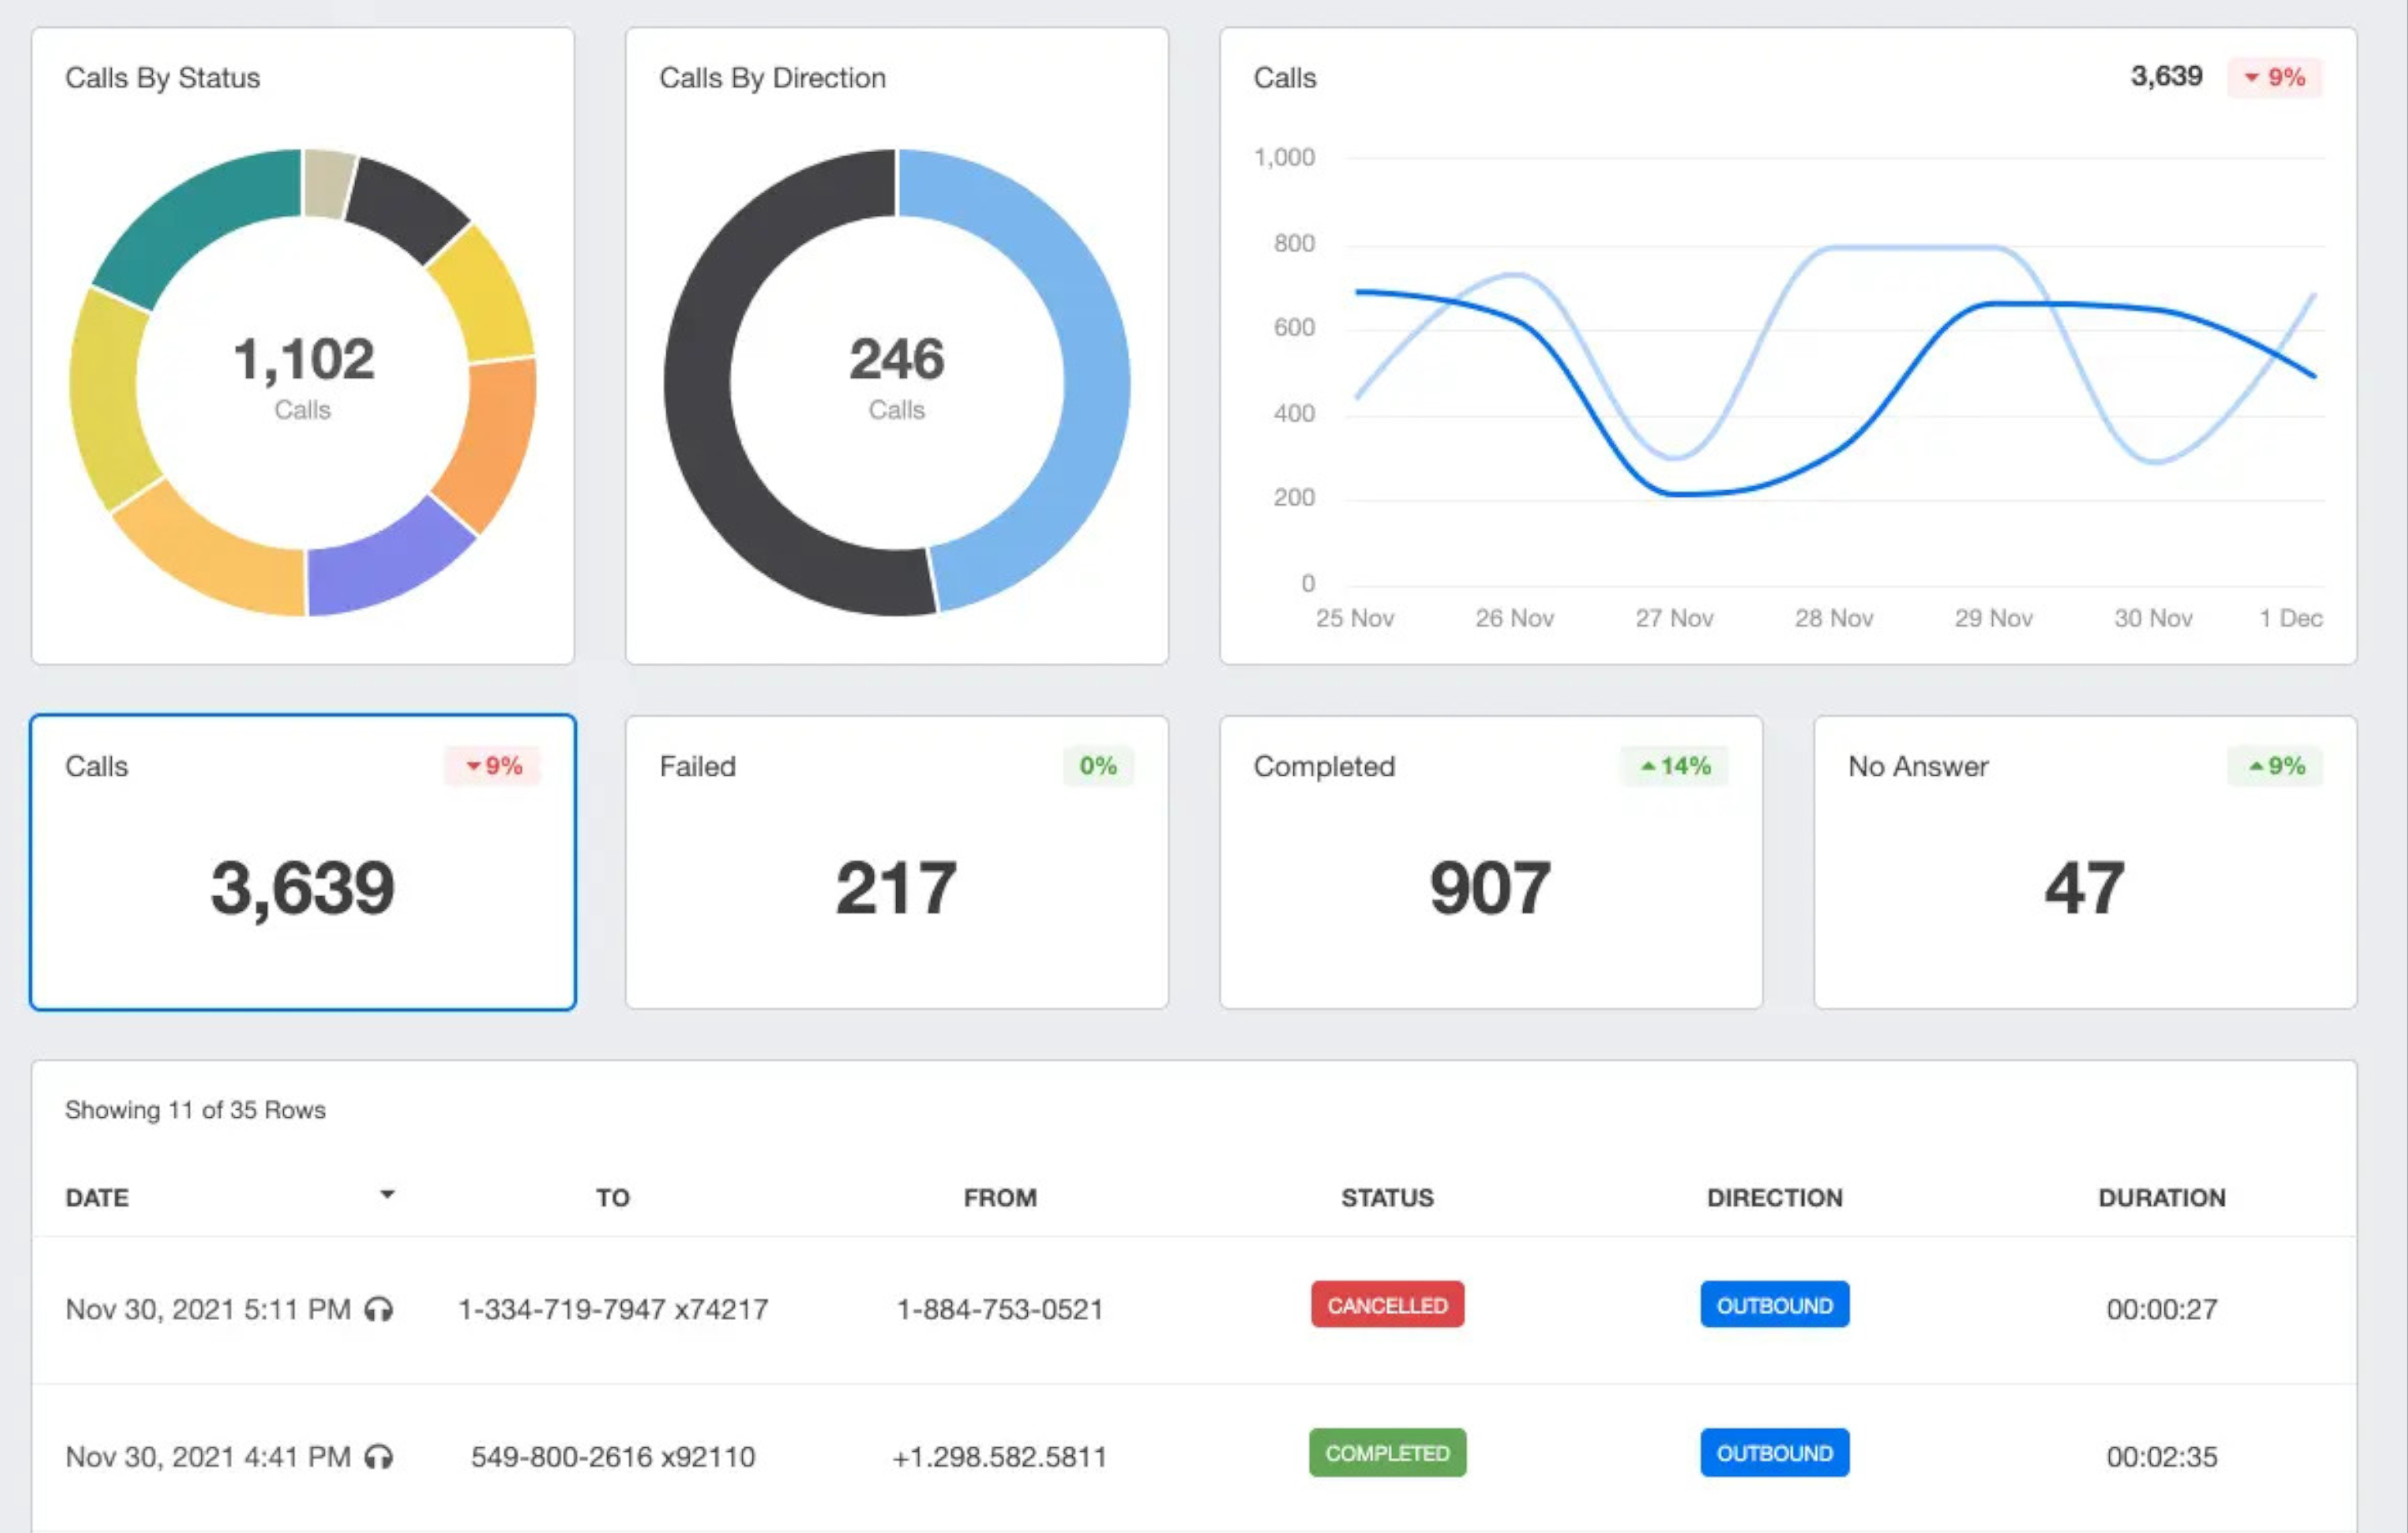 Calls By Status
1,102
Calls
Calls By Direction
246
Calls
Calls
3,639 9%
1,000
800
600
400
200
0
25 Nov 26 Nov 27 Nov 28 Nov 29 Nov 30 Nov 1 Dec
Calls 9%
3,639
Failed 0%
217
Completed 14%
907
No Answer 9%
47
Showing 11 of 35 Rows
DATE TO FROM STATUS DIRECTION DURATION
Nov 30, 2021 5:11 PM 1-334-719-7947 x74217 1-884-753-0521 CANCELLED OUTBOUND 00:00:27
Nov 30, 2021 4:41 PM 549-800-2616 x92110 +1.298.582.5811 COMPLETED OUTBOUND 00:02:35